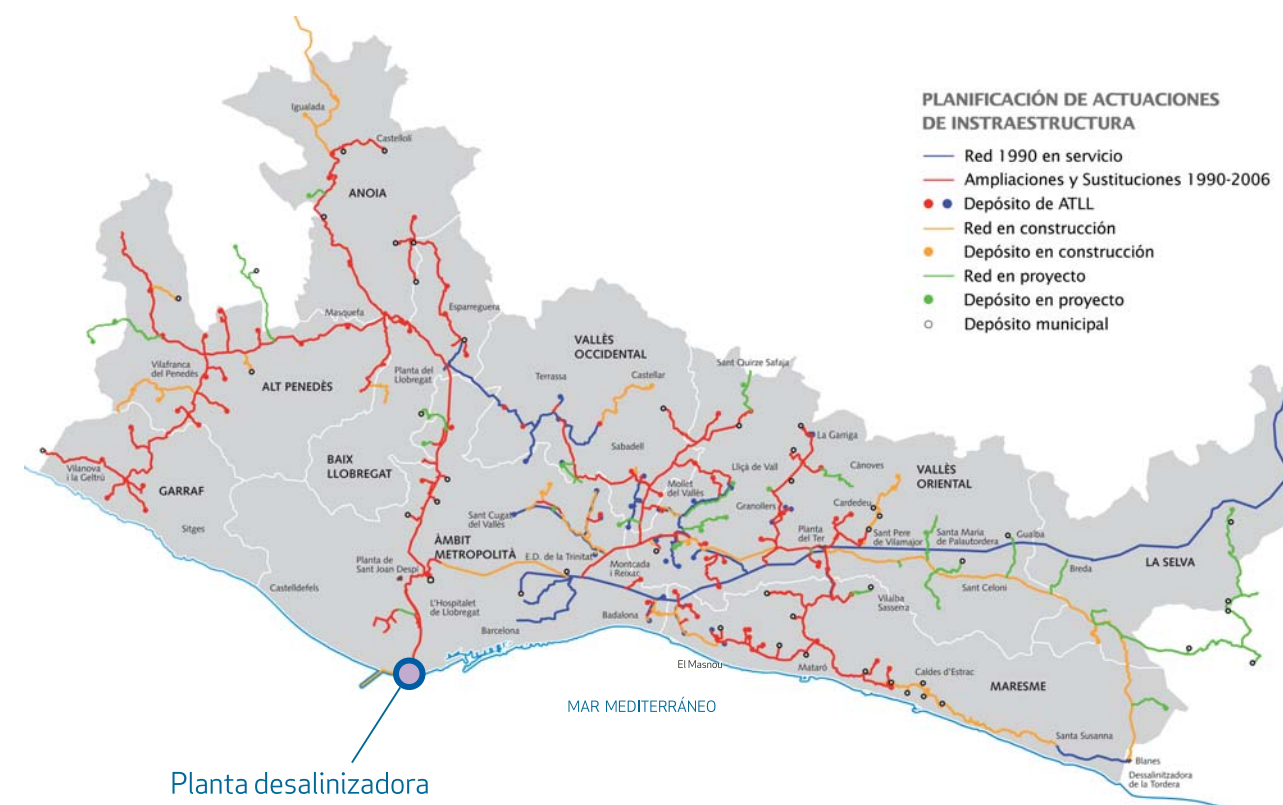 PLANIFICACIÓN DE ACTUACIONES
DE INSTRAESTRUCTURA
Red 1990 en servicio
Ampliaciones y Sustituciones 1990-2006
Depósito de ATLL
Red en construcción
Depósito en construcción
Red en proyecto
Depósito en proyecto
Depósito municipal
Igualada
Castellolí
ANOIA
Masquefa
Esparreguera
Vilafranca
del Penedès
ALT PENEDÈS
Planta del
Llobregat
VALLÈS
OCCIDENTAL
Terrassa
Castellar
Sant Quirze Safaja
Sabadell
La Garriga
Lliçà de Vall
Cànoves
VALLÈS
ORIENTAL
Mollet
del Vallès
Granollers
Cardedeu
BAIX
LLOBREGAT
Vilanova
i la Geltrú
GARRAF
Sitges
Sant Cugat
del Vallès
ÀMBIT
METROPOLITÀ
E.D. de la Trinitat
Montcada
i Reixac
Planta
del Ter
Sant Pere
de Vilamajor
Santa Maria
de Palautordera
Gualba
Breda
LA SELVA
Planta de
Sant Joan Despí
Castelldefels
L'Hospitalet
de Llobregat
Barcelona
Badalona
Vilalba
Sasserra
Sant Celoni
El Masnou
Mataró
Caldes d'Estrac
MARESME
MAR MEDITERRÁNEO
Santa Susanna
Blanes
Dessalinitzadora
de la Tordera
Planta desalinizadora